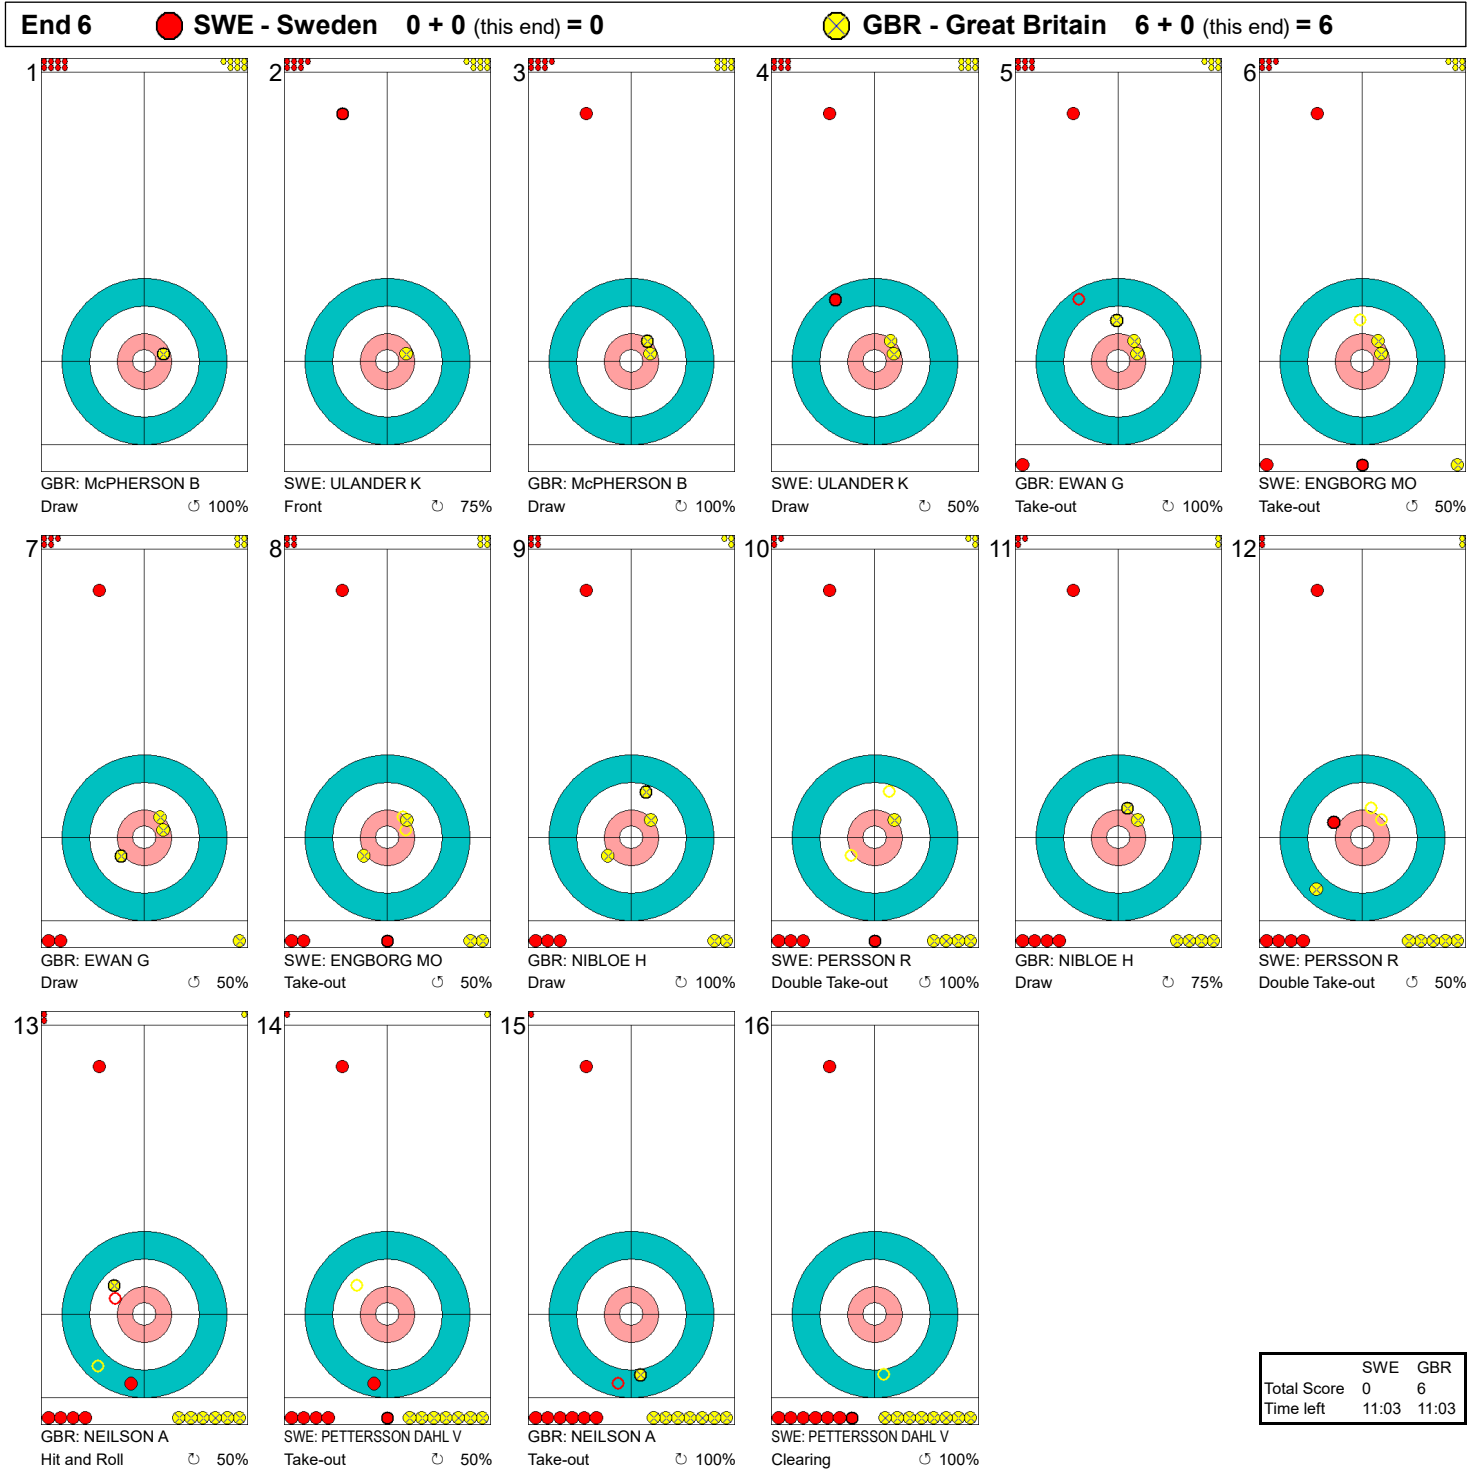 End 6 SWE - Sweden 0 + 0 (this end) = 0 GBR - Great Britain 6 + 0 (this end) = 6
1 2 3 4 5 6
GBR: McPHERSON B SWE: ULANDER K GBR: McPHERSON B SWE: ULANDER K GBR: EWAN G SWE: ENGBORG MO
Draw ↻ 100% Front ↻ 75% Draw ↻ 100% Draw ↻ 50% Take-out ↻ 100% Take-out ↻ 50%
7 8 9 10 11 12
GBR: EWAN G SWE: ENGBORG MO GBR: NIBLOE H SWE: PERSSON R GBR: NIBLOE H SWE: PERSSON R
Draw ↻ 50% Take-out ↻ 50% Draw ↻ 100% Double Take-out ↻ 100% Draw ↻ 75% Double Take-out ↻ 50%
13 14 15 16
GBR: NEILSON A SWE: PETTERSSON DAHL V GBR: NEILSON A SWE: PETTERSSON DAHL V
Hit and Roll ↻ 50% Take-out ↻ 50% Take-out ↻ 100% Clearing ↻ 100%
SWE GBR
Total Score 0 6
Time left 11:03 11:03